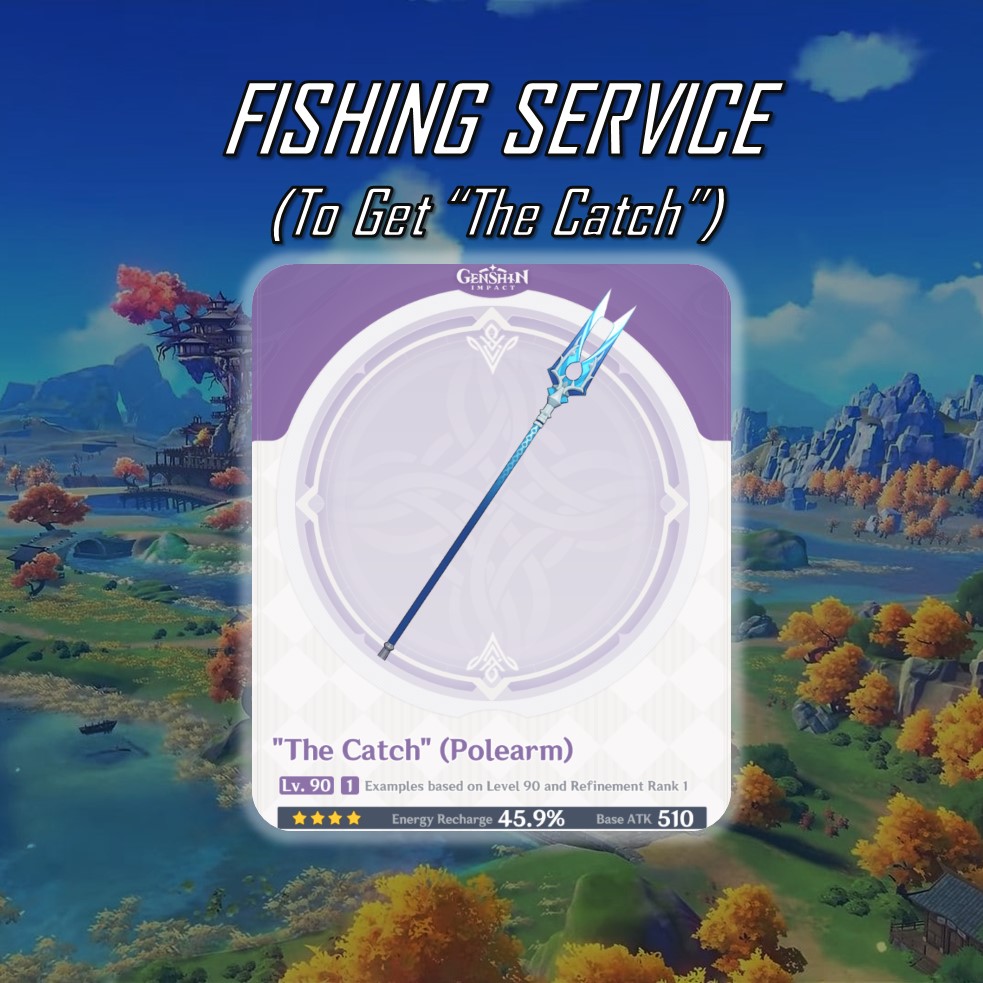 FISHING SERVICE
(To Get “The Catch”)
GENSHIN
IMPACT
"The Catch" (Polearm)
Lv. 90 1 Examples based on Level 90 and Refinement Rank 1
Energy Recharge 45.9% Base ATK 510